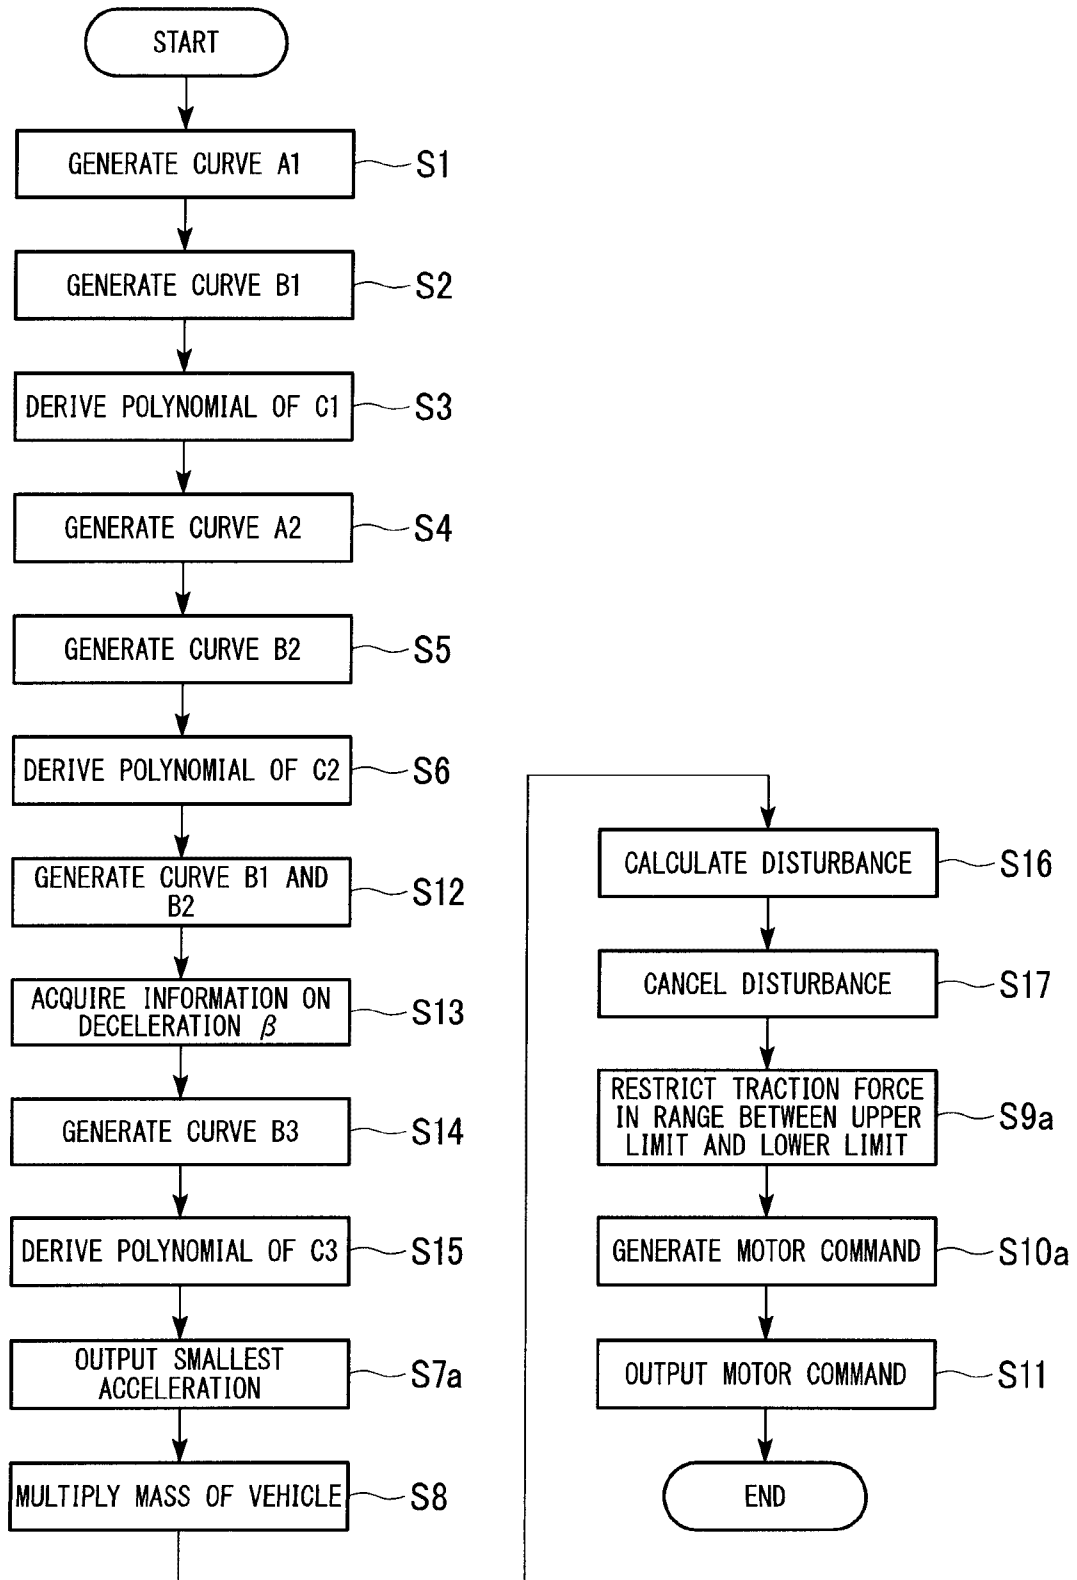 START
GENERATE CURVE A1
S1
GENERATE CURVE B1
S2
DERIVE POLYNOMIAL OF C1
S3
GENERATE CURVE A2
S4
GENERATE CURVE B2
S5
DERIVE POLYNOMIAL OF C2
S6
GENERATE CURVE B1 AND
B2
S12
ACQUIRE INFORMATION ON
DECELERATION β
S13
GENERATE CURVE B3
S14
DERIVE POLYNOMIAL OF C3
S15
OUTPUT SMALLEST
ACCELERATION
S7a
MULTIPLY MASS OF VEHICLE
S8
CALCULATE DISTURBANCE
S16
CANCEL DISTURBANCE
S17
RESTRICT TRACTION FORCE
IN RANGE BETWEEN UPPER
LIMIT AND LOWER LIMIT
S9a
GENERATE MOTOR COMMAND
S10a
OUTPUT MOTOR COMMAND
S11
END